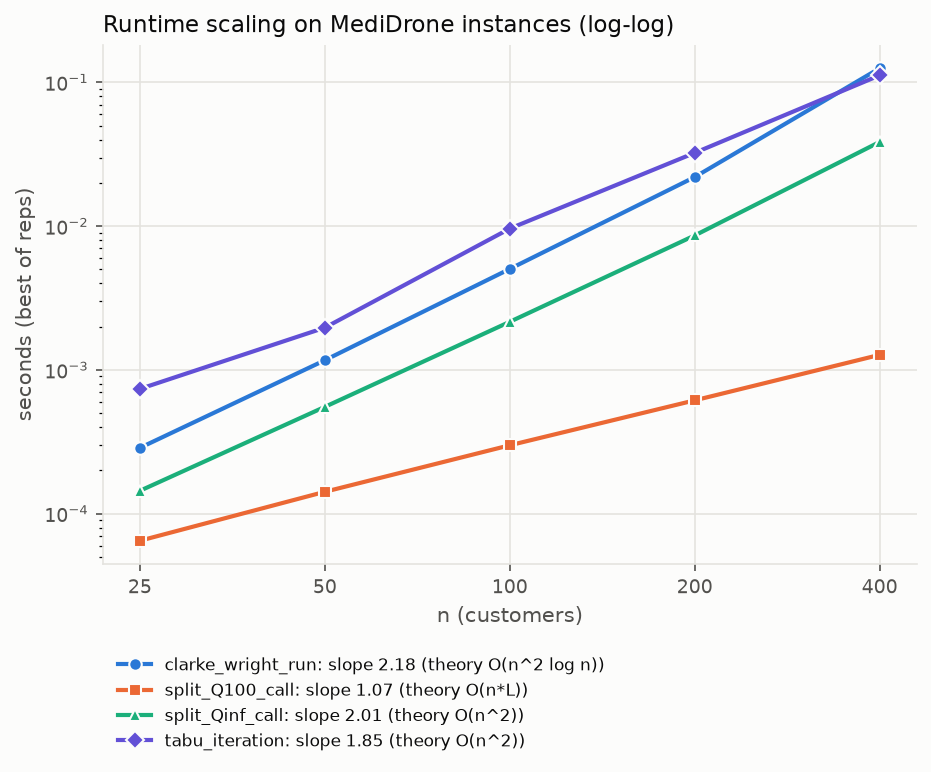 Runtime scaling on MediDrone instances (log-log)
seconds (best of reps)
10⁻¹
10⁻²
10⁻³
10⁻⁴
25 50 100 200 400
n (customers)
clarke_wright_run: slope 2.18 (theory O(n^2 log n))
split_Q100_call: slope 1.07 (theory O(n*L))
split_Qinf_call: slope 2.01 (theory O(n^2))
tabu_iteration: slope 1.85 (theory O(n^2))